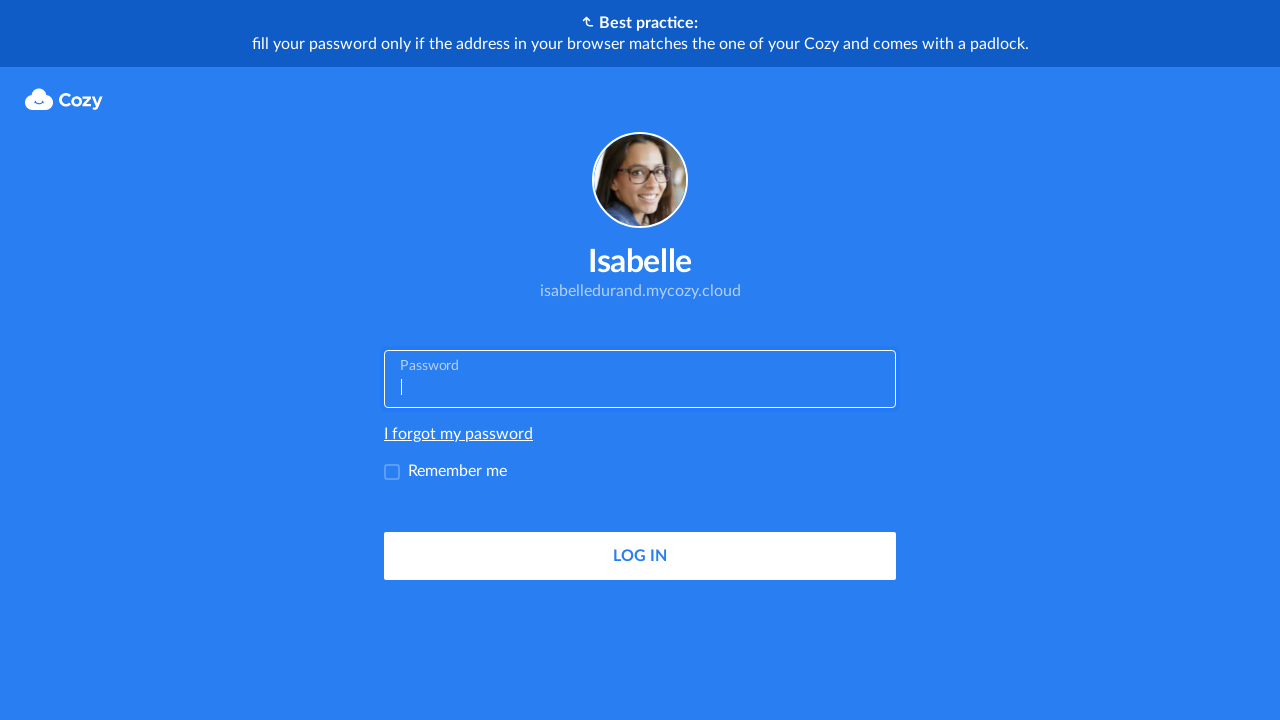 Best practice:
fill your password only if the address in your browser matches the one of your Cozy and comes with a padlock.
Cozy
Isabelle
isabelledurand.mycozy.cloud
Password
I forgot my password
Remember me
LOG IN